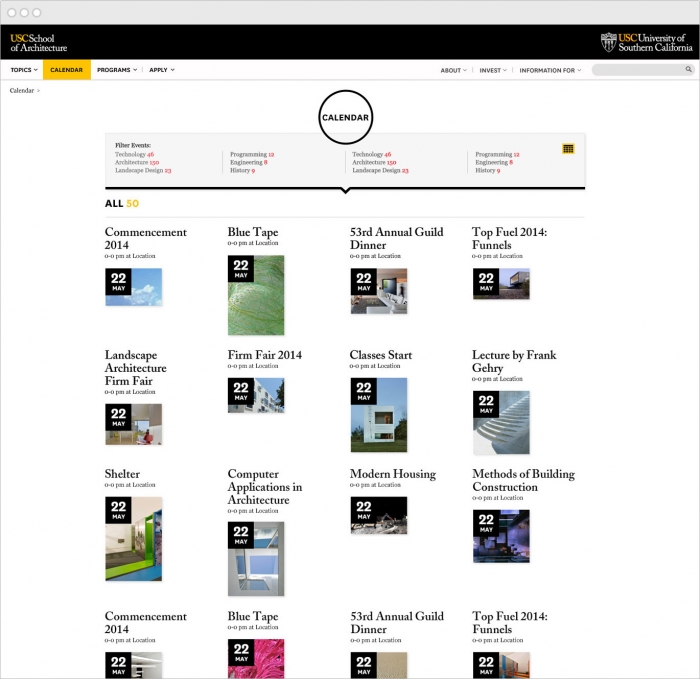 USC School
of Architecture
USC University of
Southern California
TOPICS CALENDAR PROGRAMS APPLY ABOUT INVEST INFORMATION FOR
Calendar >
CALENDAR
Filter Events:
Technology 46
Architecture 150
Landscape Design 23
Programming 12
Engineering 8
History 9
Technology 46
Architecture 150
Landscape Design 23
Programming 12
Engineering 8
History 9
ALL 50
Commencement
2014
0-0 pm at Location
22
MAY
Blue Tape
0-0 pm at Location
22
MAY
53rd Annual Guild
Dinner
0-0 pm at Location
22
MAY
Top Fuel 2014:
Funnels
0-0 pm at Location
22
MAY
Landscape
Architecture
Firm Fair
0-0 pm at Location
22
MAY
Firm Fair 2014
0-0 pm at Location
22
MAY
Classes Start
0-0 pm at Location
22
MAY
Lecture by Frank
Gehry
0-0 pm at Location
22
MAY
Shelter
0-0 pm at Location
22
MAY
Computer
Applications in
Architecture
0-0 pm at Location
22
MAY
Modern Housing
0-0 pm at Location
22
MAY
Methods of Building
Construction
0-0 pm at Location
22
MAY
Commencement
2014
0-0 pm at Location
22
MAY
Blue Tape
0-0 pm at Location
22
MAY
53rd Annual Guild
Dinner
0-0 pm at Location
22
MAY
Top Fuel 2014:
Funnels
0-0 pm at Location
22
MAY